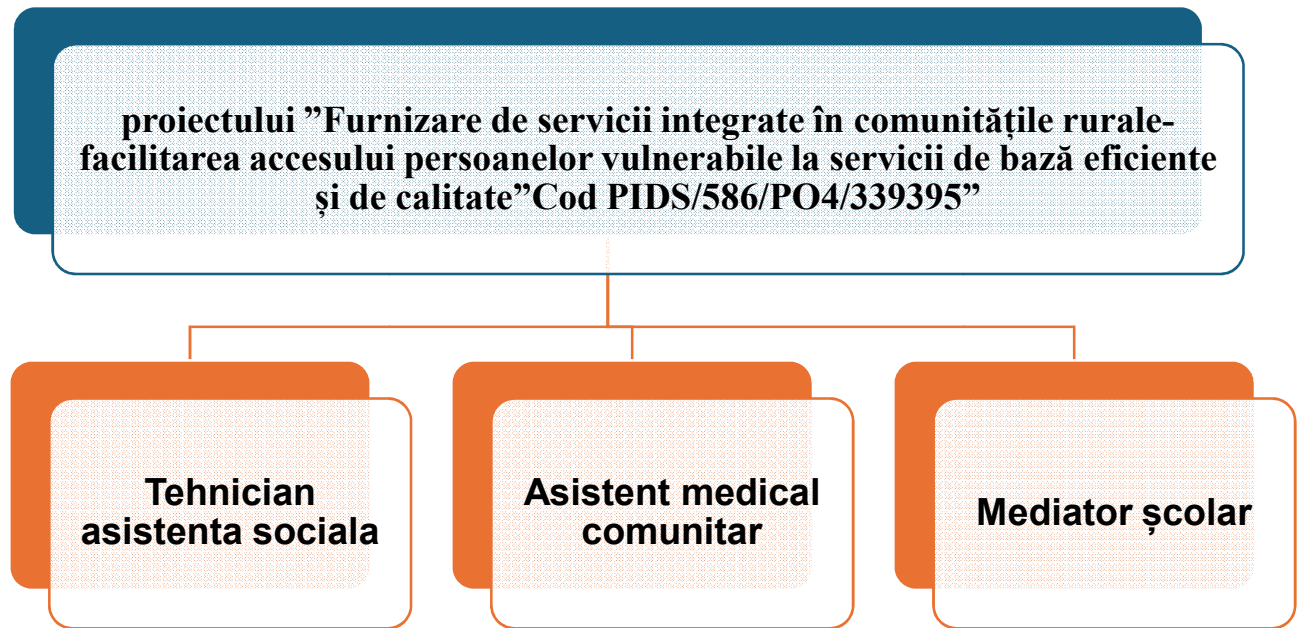 proiectului ”Furnizare de servicii integrate în comunitățile rurale-
facilitarea accesului persoanelor vulnerabile la servicii de bază eficiente
și de calitate”Cod PIDS/586/PO4/339395”
Tehnician
asistenta sociala
Asistent medical
comunitar
Mediator școlar